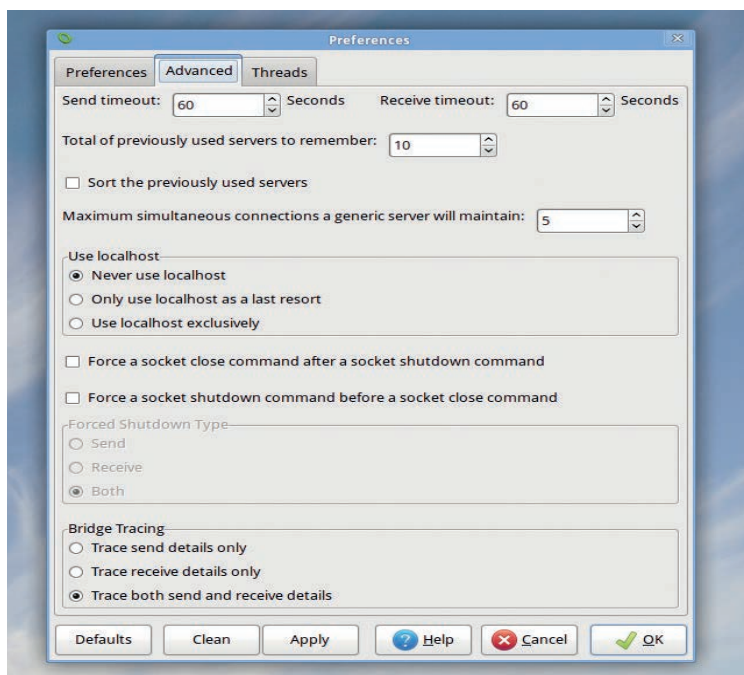 Preferences
Preferences Advanced Threads
Send timeout: 60 Seconds Receive timeout: 60 Seconds
Total of previously used servers to remember: 10
Sort the previously used servers
Maximum simultaneous connections a generic server will maintain: 5
Use localhost
Never use localhost
Only use localhost as a last resort
Use localhost exclusively
Force a socket close command after a socket shutdown command
Force a socket shutdown command before a socket close command
Forced Shutdown Type
Send
Receive
Both
Bridge Tracing
Trace send details only
Trace receive details only
Trace both send and receive details
Defaults Clean Apply Help Cancel OK